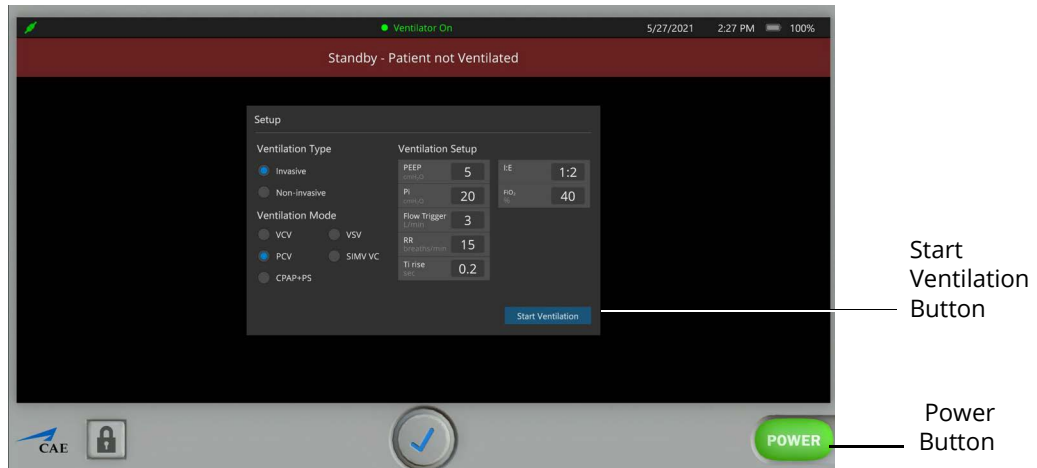 Ventilator On 5/27/2021 2:27 PM 100%
Standby - Patient not Ventilated
Setup
Ventilation Type
Invasive
Non-invasive
Ventilation Mode
VCV VSV
PCV SIMV VC
CPAP+PS
Ventilation Setup
PEEP 5
cmH₂O
Pi 20
cmH₂O
Flow Trigger 3
L/min
RR 15
breaths/min
Ti rise 0.2
sec
I:E 1:2
FIO₂ 40
%
Start Ventilation
Start
Ventilation
Button
CAE
POWER
Power
Button